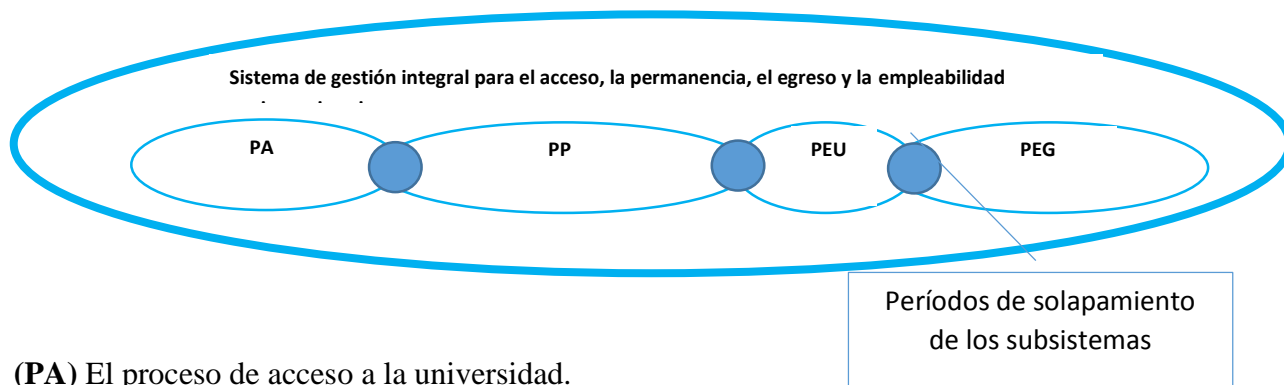 Sistema de gestión integral para el acceso, la permanencia, el egreso y la empleabilidad
PA
PP
PEU
PEG
Períodos de solapamiento
de los subsistemas
(PA) El proceso de acceso a la universidad.